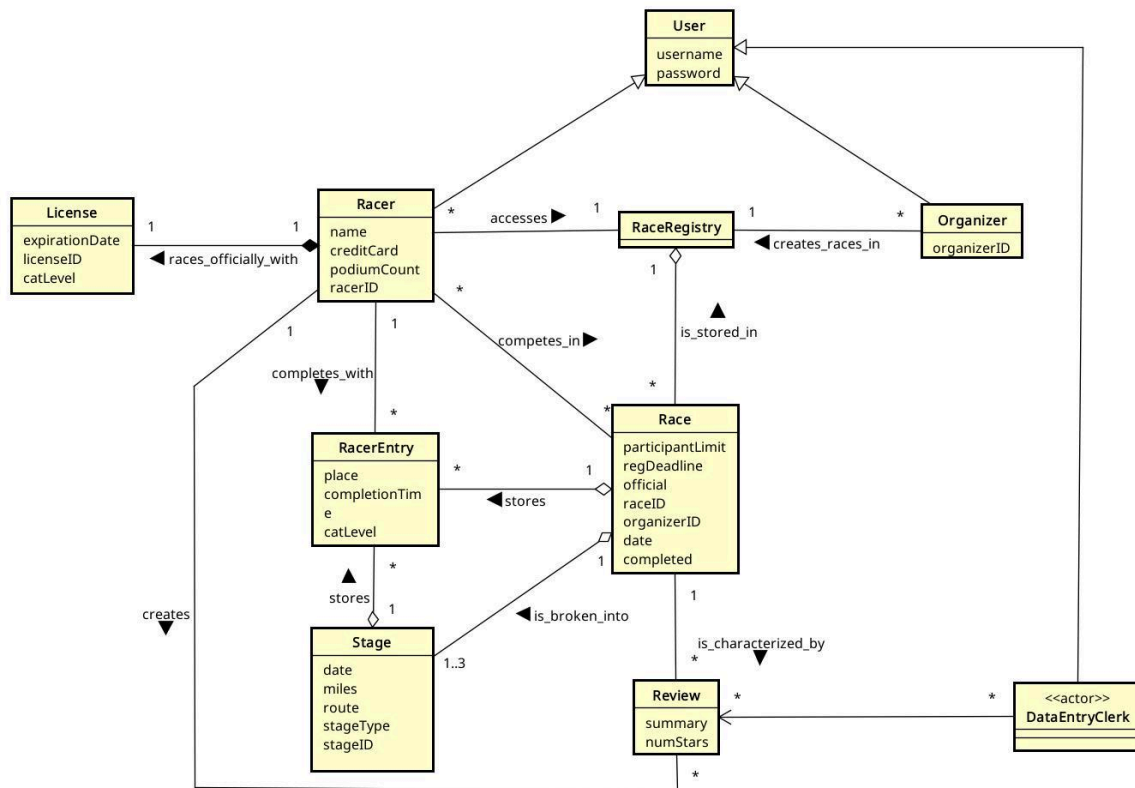 User
username
password
License
expirationDate
licenseID
catLevel
1
1
races_officially_with
Racer
name
creditCard
podiumCount
racerID
*
accesses
1
RaceRegistry
1
*
creates_races_in
Organizer
organizerID
1
is_stored_in
*
*
competes_in
*
1
1
completes_with
*
RacerEntry
place
completionTim
e
catLevel
*
1
stores
Race
participantLimit
regDeadline
official
raceID
organizerID
date
completed
*
stores
1
1
is_broken_into
1..3
creates
Stage
date
miles
route
stageType
stageID
1
is_characterized_by
*
Review
summary
numStars
*
*
*
<<actor>>
DataEntryClerk